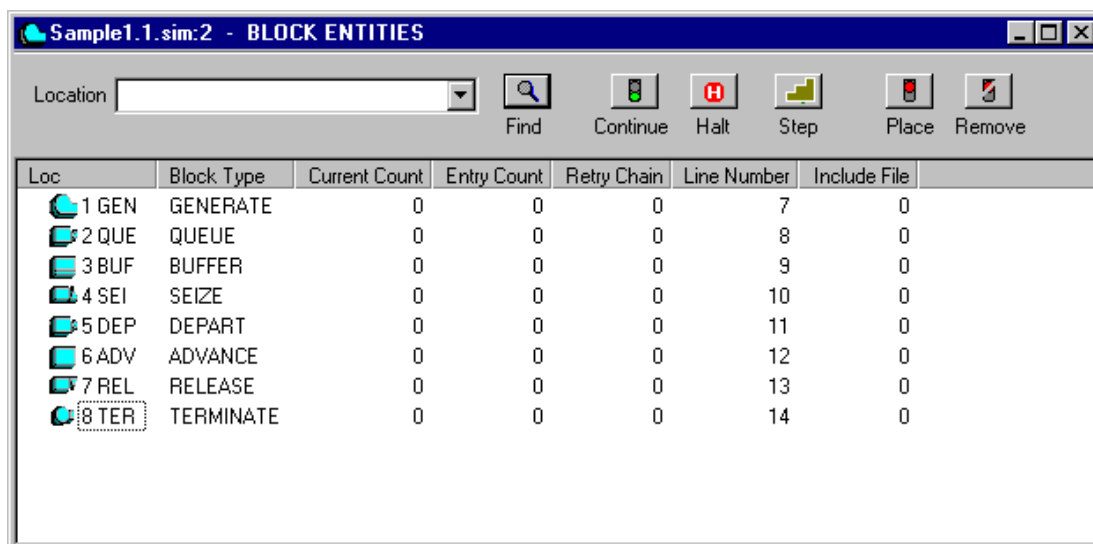 Sample1.1.sim:2 - BLOCK ENTITIES
Location
Find Continue Halt Step Place Remove
Loc Block Type Current Count Entry Count Retry Chain Line Number Include File
1 GEN GENERATE 0 0 0 7 0
2 QUE QUEUE 0 0 0 8 0
3 BUF BUFFER 0 0 0 9 0
4 SEI SEIZE 0 0 0 10 0
5 DEP DEPART 0 0 0 11 0
6 ADV ADVANCE 0 0 0 12 0
7 REL RELEASE 0 0 0 13 0
8 TER TERMINATE 0 0 0 14 0